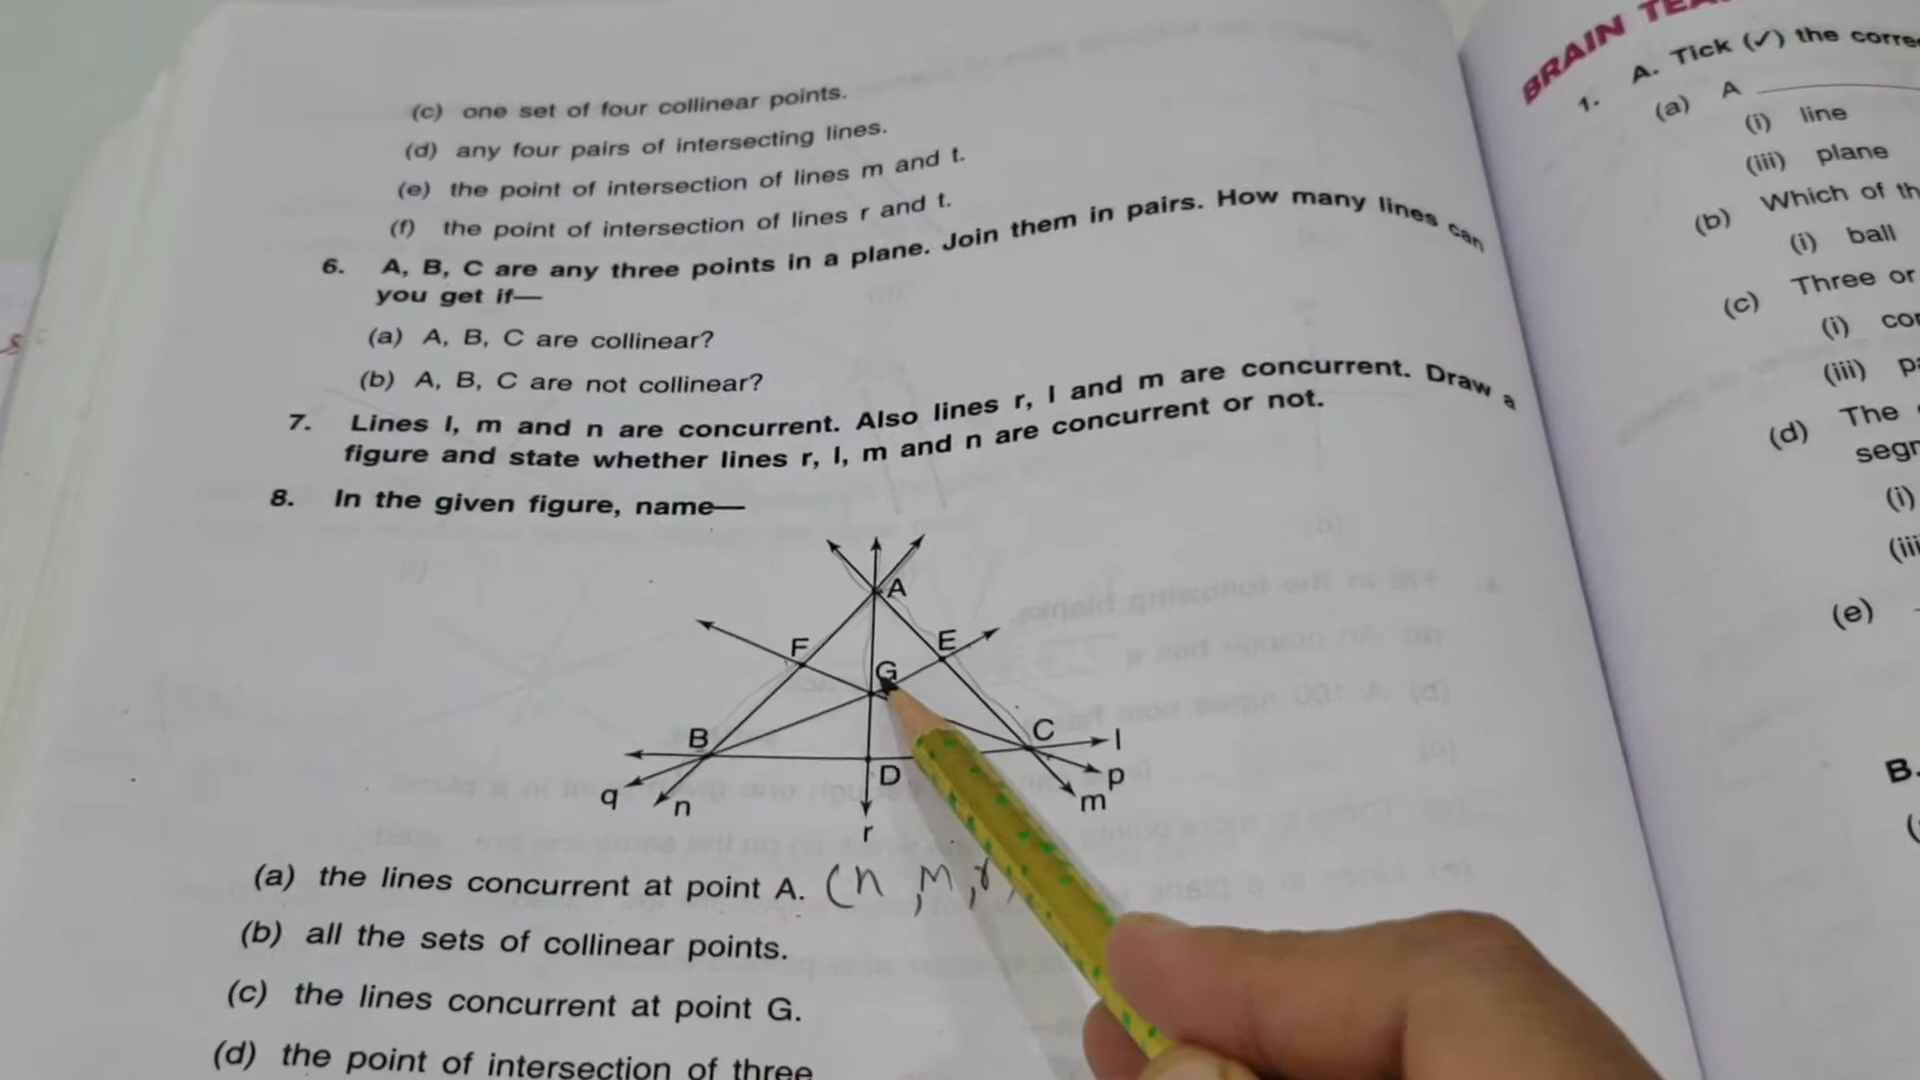 (c) one set of four collinear points.
(d) any four pairs of intersecting lines.
(e) the point of intersection of lines m and t.
(f) the point of intersection of lines r and t.
6. A, B, C are any three points in a plane. Join them in pairs. How many lines can
you get if—
(a) A, B, C are collinear?
(b) A, B, C are not collinear?
7. Lines l, m and n are concurrent. Also lines r, l and m are concurrent. Draw a
figure and state whether lines r, l, m and n are concurrent or not.
8. In the given figure, name—
A
F
E
G
B
C
l
D
p
q
n
m
r
(a) the lines concurrent at point A. (n, m, r,
(b) all the sets of collinear points.
(c) the lines concurrent at point G.
(d) the point of intersection of three
BRAIN
1. A. Tick (✓) the
(a) A
(i) line
(iii) plane
(b) Which of
(i) ball
(c) Three or
(i)
(iii)
(d) The
(i)
(e)
B.